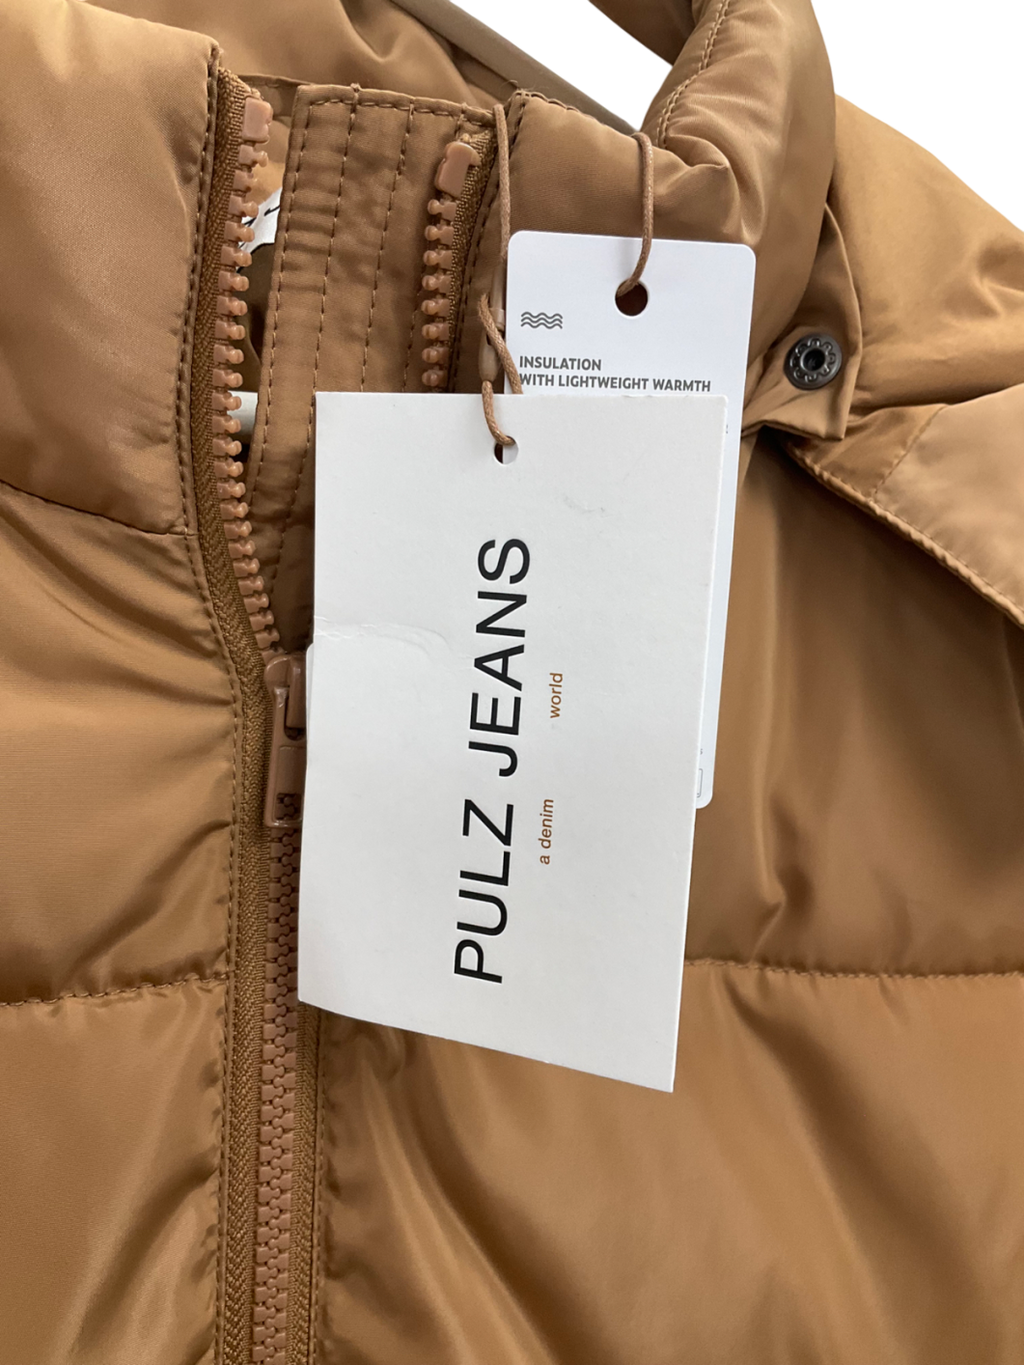 INSULATION
WITH LIGHTWEIGHT WARMTH
PULZ JEANS
a denim world